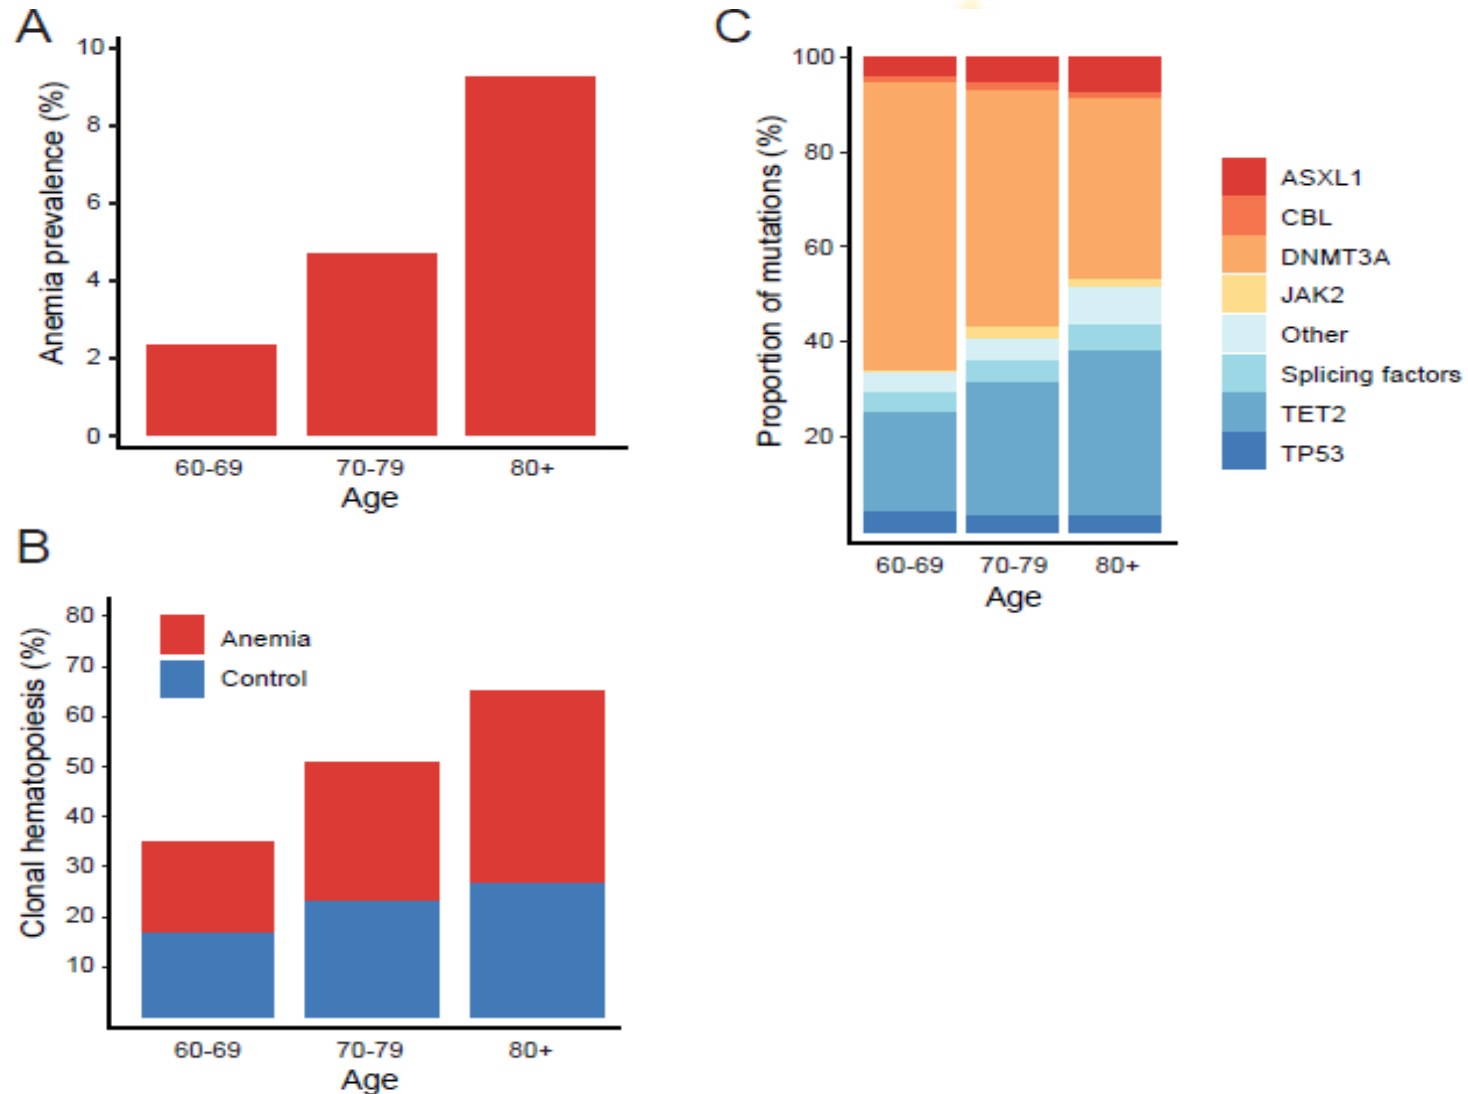 A
Anemia prevalence (%)
10
8
6
4
2
0
60-69 70-79 80+
Age
B
Clonal hematopoiesis (%)
80
70
60
50
40
30
20
10
Anemia
Control
60-69 70-79 80+
Age
C
Proportion of mutations (%)
100
80
60
40
20
60-69 70-79 80+
Age
ASXL1
CBL
DNMT3A
JAK2
Other
Splicing factors
TET2
TP53